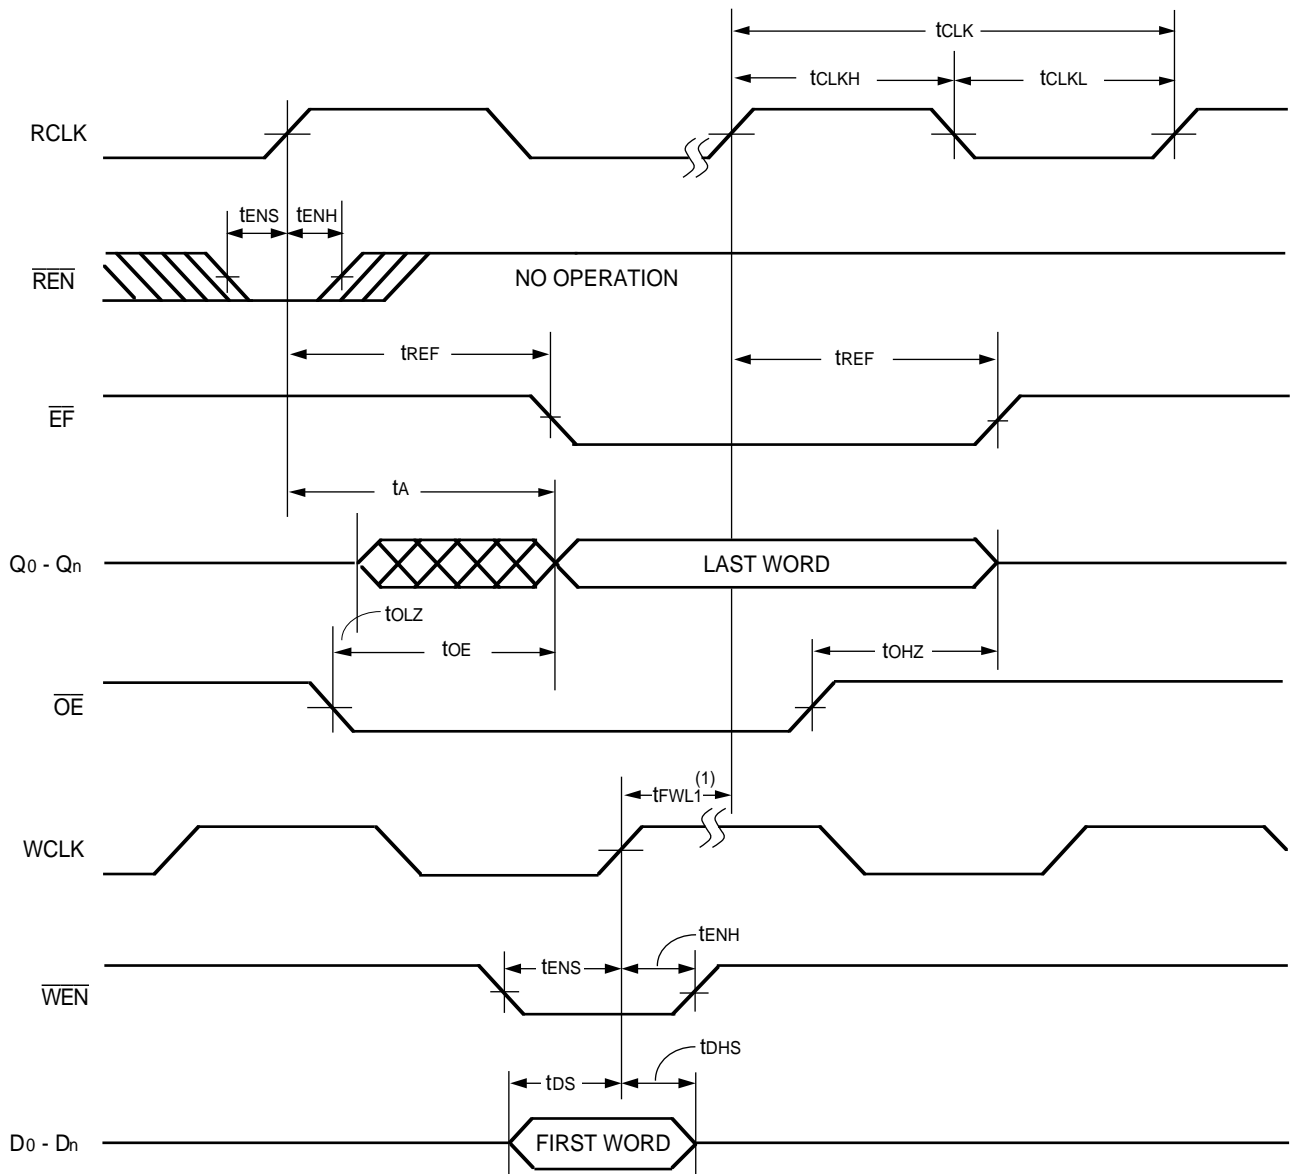 tCLK
tCLKH tCLKL
RCLK
tENS tENH
REN NO OPERATION
tREF tREF
EF
tA
Q0 - Qn LAST WORD
tOLZ
tOE tOHZ
OE
tFWL1(1)
WCLK
tENH
tENS
WEN
tDHS
tDS
D0 - Dn FIRST WORD